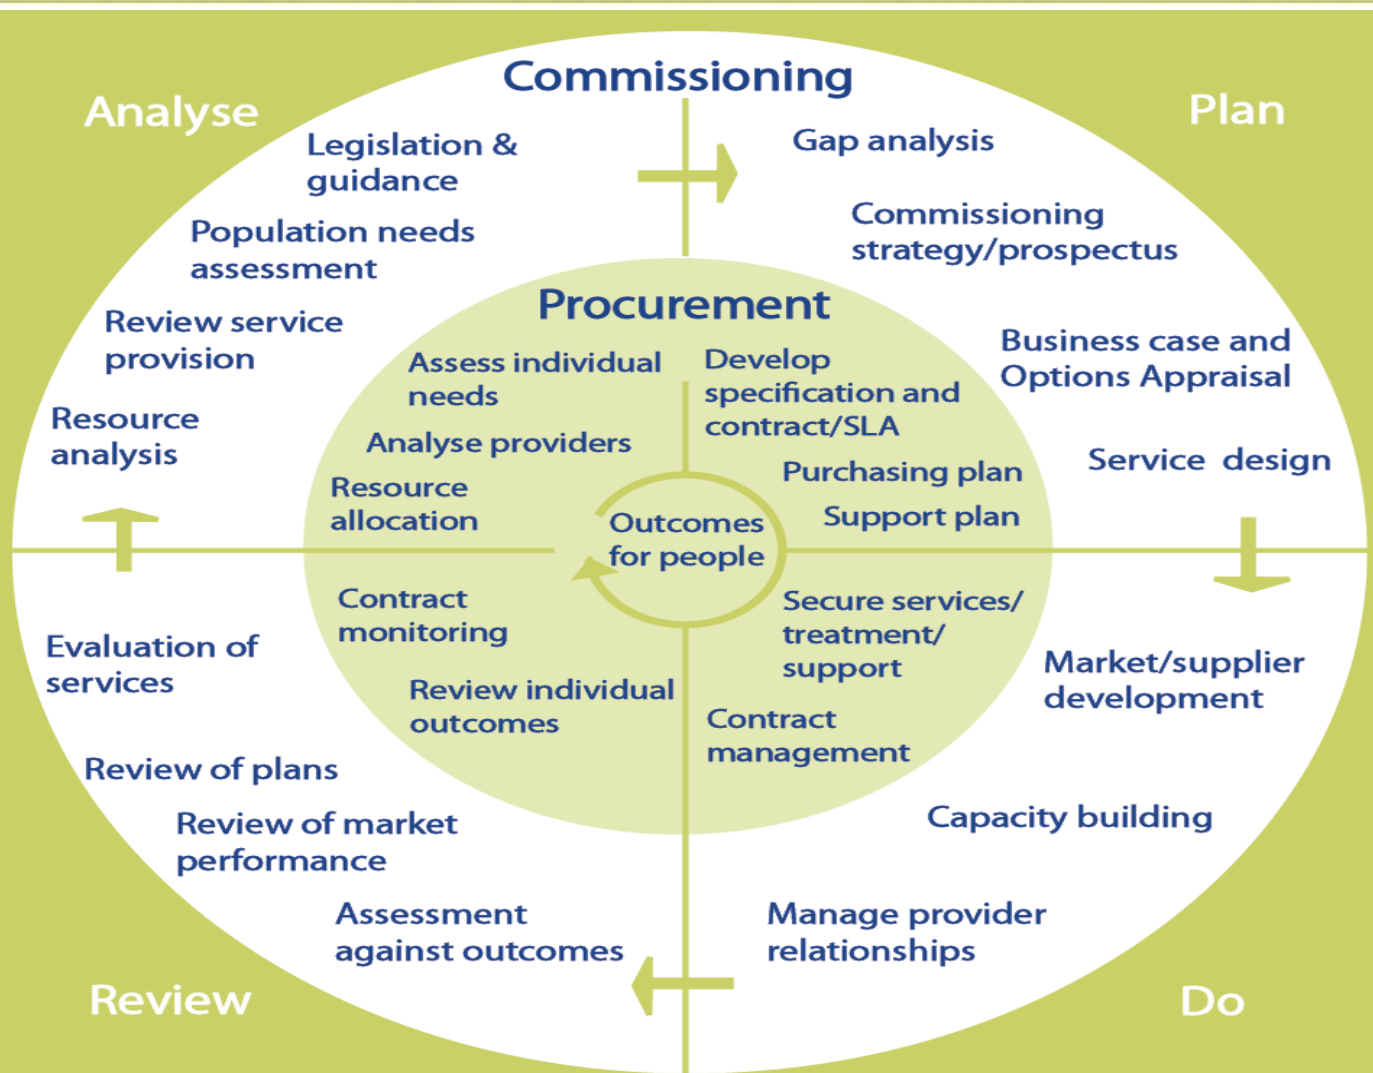 Commissioning
Analyse
Legislation &
guidance
Population needs
assessment
Review service
provision
Resource
analysis
Plan
Gap analysis
Commissioning
strategy/prospectus
Business case and
Options Appraisal
Service design
Procurement
Assess individual
needs
Analyse providers
Resource
allocation
Develop
specification and
contract/SLA
Purchasing plan
Support plan
Outcomes
for people
Contract
monitoring
Review individual
outcomes
Secure services/
treatment/
support
Contract
management
Evaluation of
services
Review of plans
Review of market
performance
Assessment
against outcomes
Review
Market/supplier
development
Capacity building
Manage provider
relationships
Do